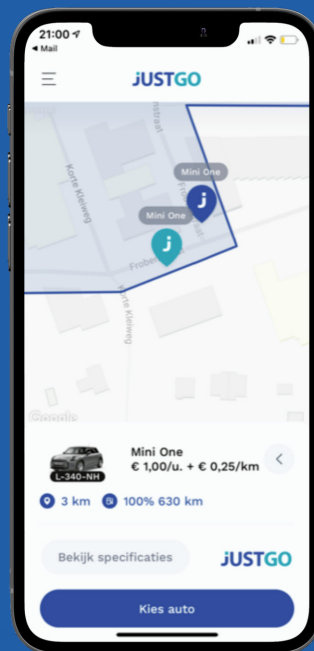 21:00
Mail
JUSTGO
Korte Kleiweg
Mini One
j
Mini One
j
Korte Kleiweg
Google
Mini One
€ 1,00/u. + € 0,25/km
L-340-NH
3 km 100% 630 km
Bekijk specificaties JUSTGO
Kies auto